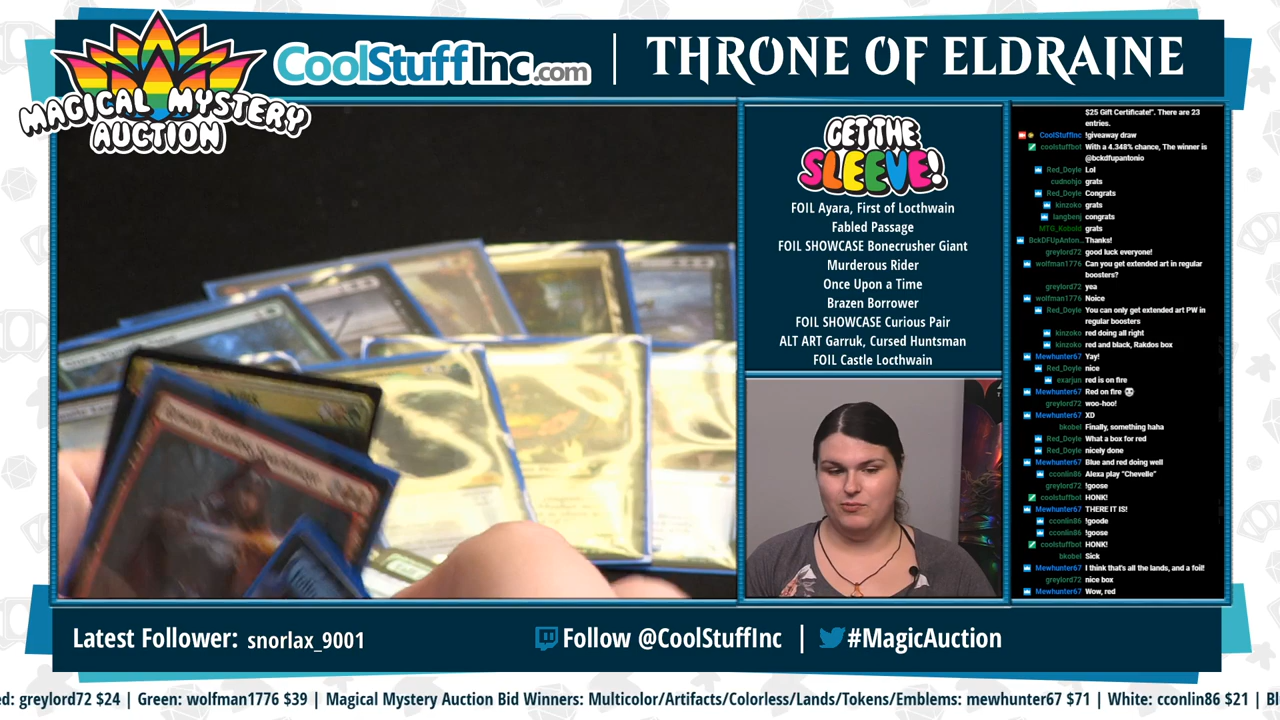 MAGICAL MYSTERY
AUCTION
CoolStuffInc.com
THRONE OF ELDRAINE
GET THE
SLEEVE!
FOIL Ayara, First of Locthwain
Fabled Passage
FOIL SHOWCASE Bonecrusher Giant
Murderous Rider
Once Upon a Time
Brazen Borrower
FOIL SHOWCASE Curious Pair
ALT ART Garruk, Cursed Huntsman
FOIL Castle Locthwain
$25 Gift Certificate!". There are 23
entries.
CoolStuffInc !giveaway draw
coolstuffbot With a 4.348% chance, The winner is
@bckdfupantonio
Red_Doyle Lol
cudnohjo grats
Red_Doyle Congrats
kinzoko grats
langbenj congrats
MTG_Kobold grats
BckDFUpAnton... Thanks!
greylord72 good luck everyone!
wolfman1776 Can you get extended art in regular
boosters?
greylord72 yea
wolfman1776 Noice
Red_Doyle You can only get extended art PW in
regular boosters
kinzoko red doing all right
kinzoko red and black, Rakdos box
Mewhunter67 Yay!
Red_Doyle nice
exarjun red is on fire
Mewhunter67 Red on fire
greylord72 woo-hoo!
Mewhunter67 XD
bkobel Finally, something haha
Red_Doyle What a box for red
Red_Doyle nicely done
Mewhunter67 Blue and red doing well
cconlin86 Alexa play "Chevelle"
greylord72 !goose
coolstuffbot HONK!
Mewhunter67 THERE IT IS!
cconlin86 !goode
cconlin86 !goose
coolstuffbot HONK!
bkobel Sick
Mewhunter67 I think that's all the lands, and a foil!
greylord72 nice box
Mewhunter67 Wow, red
Latest Follower: snorlax_9001
Follow @CoolStuffInc | #MagicAuction
ed: greylord72 $24 | Green: wolfman1776 $39 | Magical Mystery Auction Bid Winners: Multicolor/Artifacts/Colorless/Lands/Tokens/Emblems: mewhunter67 $71 | White: cconlin86 $21 | Bl